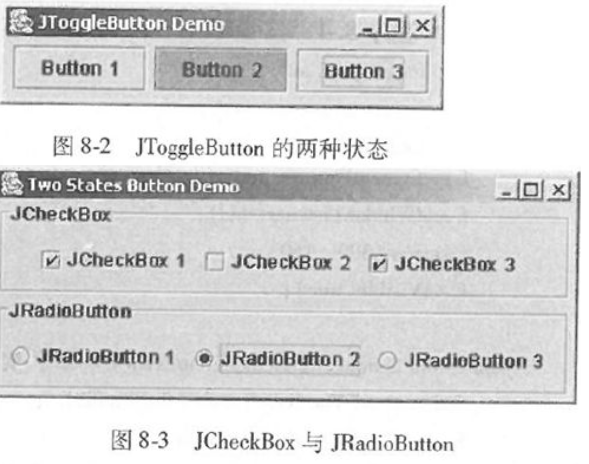 JToggleButton Demo
Button 1 Button 2 Button 3
图 8-2 JToggleButton 的两种状态
Two States Button Demo
JCheckBox
JCheckBox 1 JCheckBox 2 JCheckBox 3
JRadioButton
JRadioButton 1 JRadioButton 2 JRadioButton 3
图 8-3 JCheckBox 与 JRadioButton